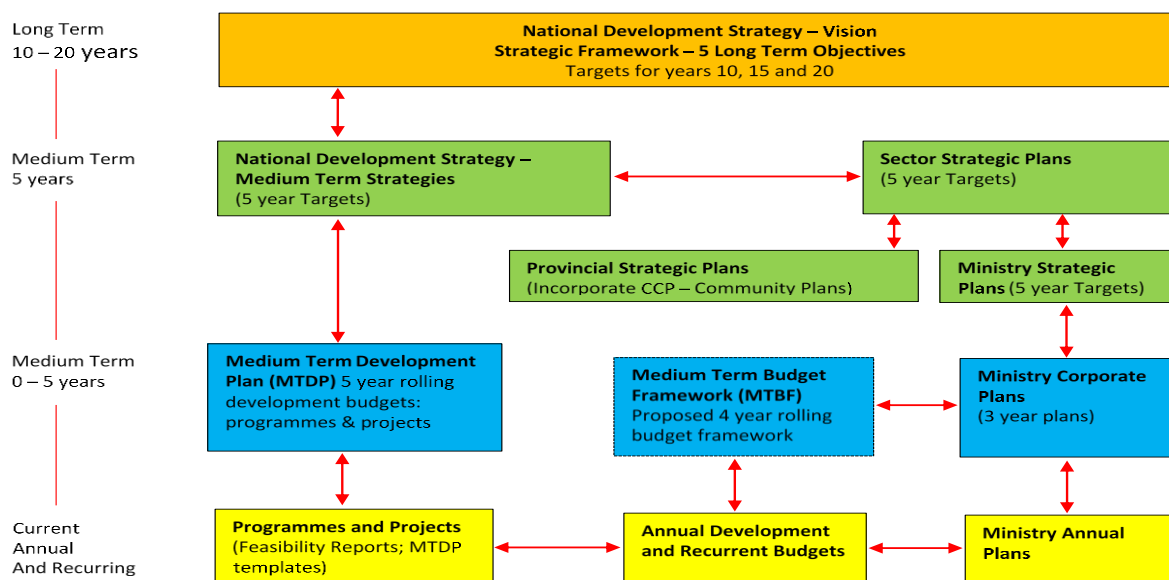 Long Term
10 – 20 years
National Development Strategy – Vision
Strategic Framework – 5 Long Term Objectives
Targets for years 10, 15 and 20
Medium Term
5 years
National Development Strategy –
Medium Term Strategies
(5 year Targets)
Sector Strategic Plans
(5 year Targets)
Provincial Strategic Plans
(Incorporate CCP – Community Plans)
Ministry Strategic
Plans (5 year Targets)
Medium Term
0 – 5 years
Medium Term Development
Plan (MTDP) 5 year rolling
development budgets:
programmes & projects
Medium Term Budget
Framework (MTBF)
Proposed 4 year rolling
budget framework
Ministry Corporate
Plans
(3 year plans)
Current
Annual
And Recurring
Programmes and Projects
(Feasibility Reports; MTDP
templates)
Annual Development
and Recurrent Budgets
Ministry Annual
Plans